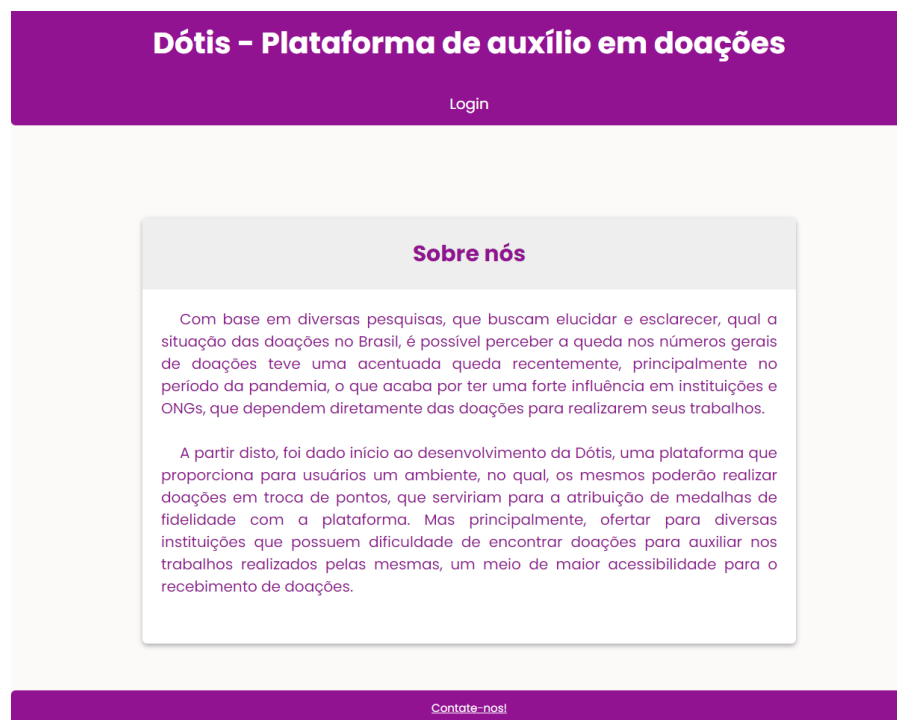 Dótis - Plataforma de auxílio em doações
Login
Sobre nós
Com base em diversas pesquisas, que buscam elucidar e esclarecer, qual a
situação das doações no Brasil, é possível perceber a queda nos números gerais
de doações teve uma acentuada queda recentemente, principalmente no
período da pandemia, o que acaba por ter uma forte influência em instituições e
ONGs, que dependem diretamente das doações para realizarem seus trabalhos.
A partir disto, foi dado início ao desenvolvimento da Dótis, uma plataforma que
proporciona para usuários um ambiente, no qual, os mesmos poderão realizar
doações em troca de pontos, que serviriam para a atribuição de medalhas de
fidelidade com a plataforma. Mas principalmente, ofertar para diversas
instituições que possuem dificuldade de encontrar doações para auxiliar nos
trabalhos realizados pelas mesmas, um meio de maior acessibilidade para o
recebimento de doações.
Contate-nos!